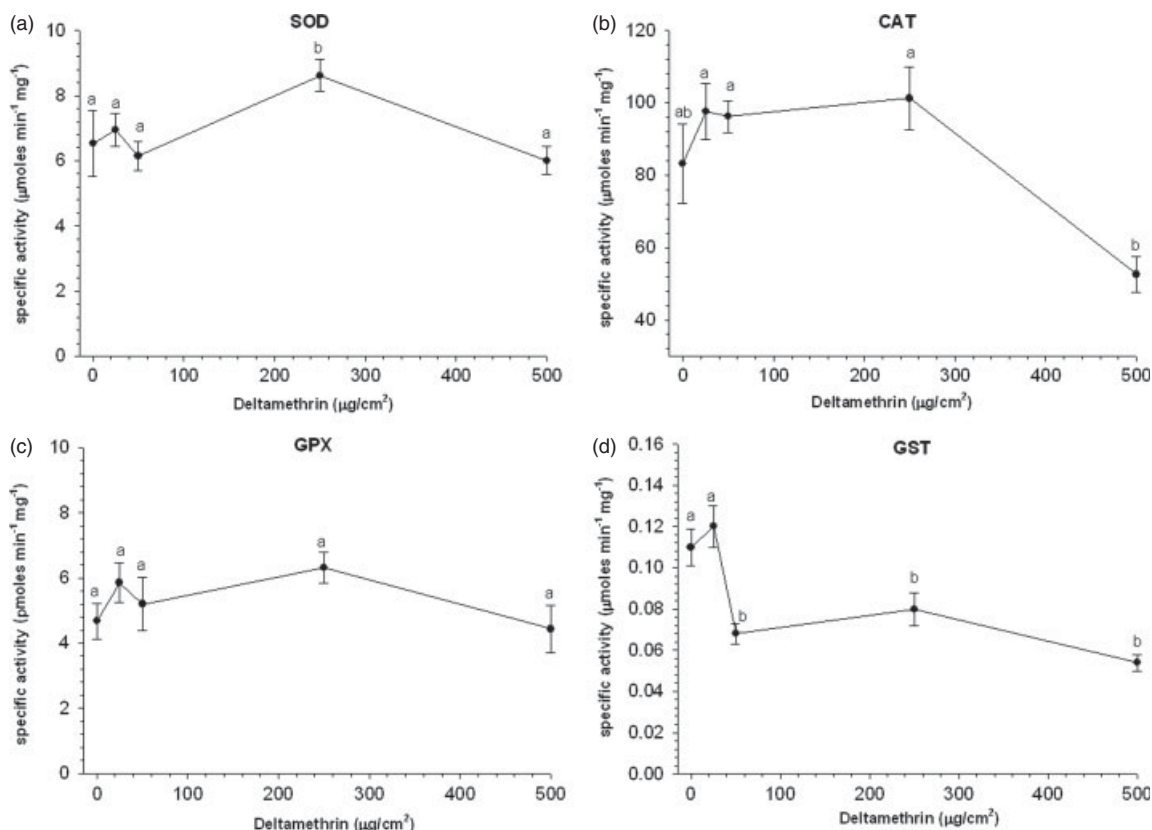 (a)
SOD
specific activity (µmoles min⁻¹ mg⁻¹)
10
8
6
4
2
0
a
a
a
b
a
0
100
200
300
400
500
Deltamethrin (µg/cm²)
(b)
CAT
specific activity (µmoles min⁻¹ mg⁻¹)
120
100
80
60
40
ab
a
a
a
b
0
100
200
300
400
500
Deltamethrin (µg/cm²)
(c)
GPX
specific activity (pmoles min⁻¹ mg⁻¹)
10
8
6
4
2
0
a
a
a
a
a
0
100
200
300
400
500
Deltamethrin (µg/cm²)
(d)
GST
specific activity (µmoles min⁻¹ mg⁻¹)
0.16
0.14
0.12
0.10
0.08
0.06
0.04
0.02
0.00
a
a
b
b
b
0
100
200
300
400
500
Deltamethrin (µg/cm²)